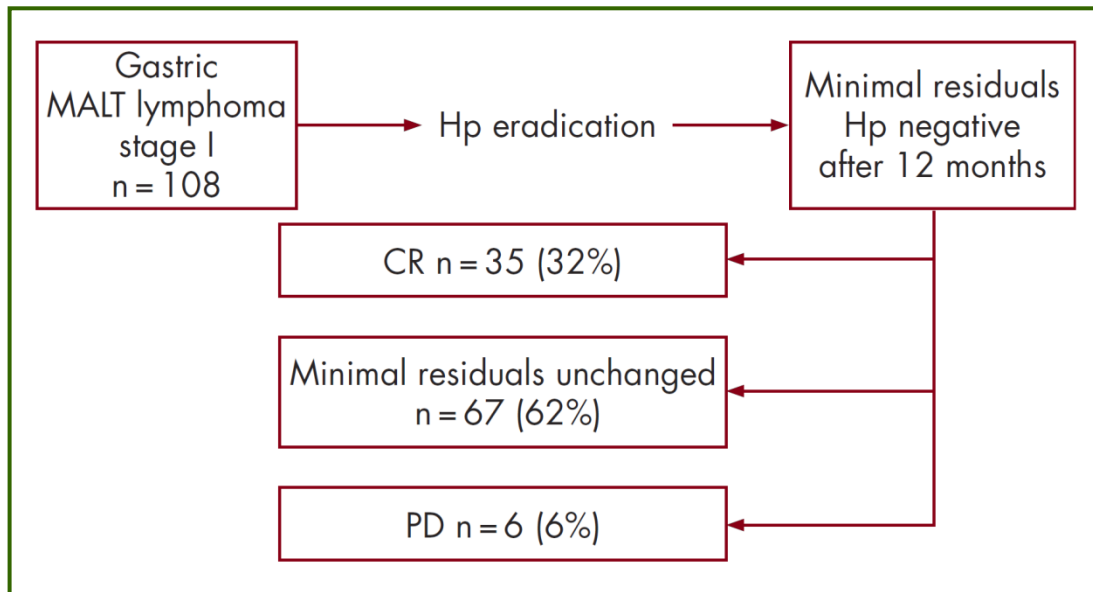 Gastric
MALT lymphoma
stage I
n = 108
Hp eradication
Minimal residuals
Hp negative
after 12 months
CR n = 35 (32%)
Minimal residuals unchanged
n = 67 (62%)
PD n = 6 (6%)